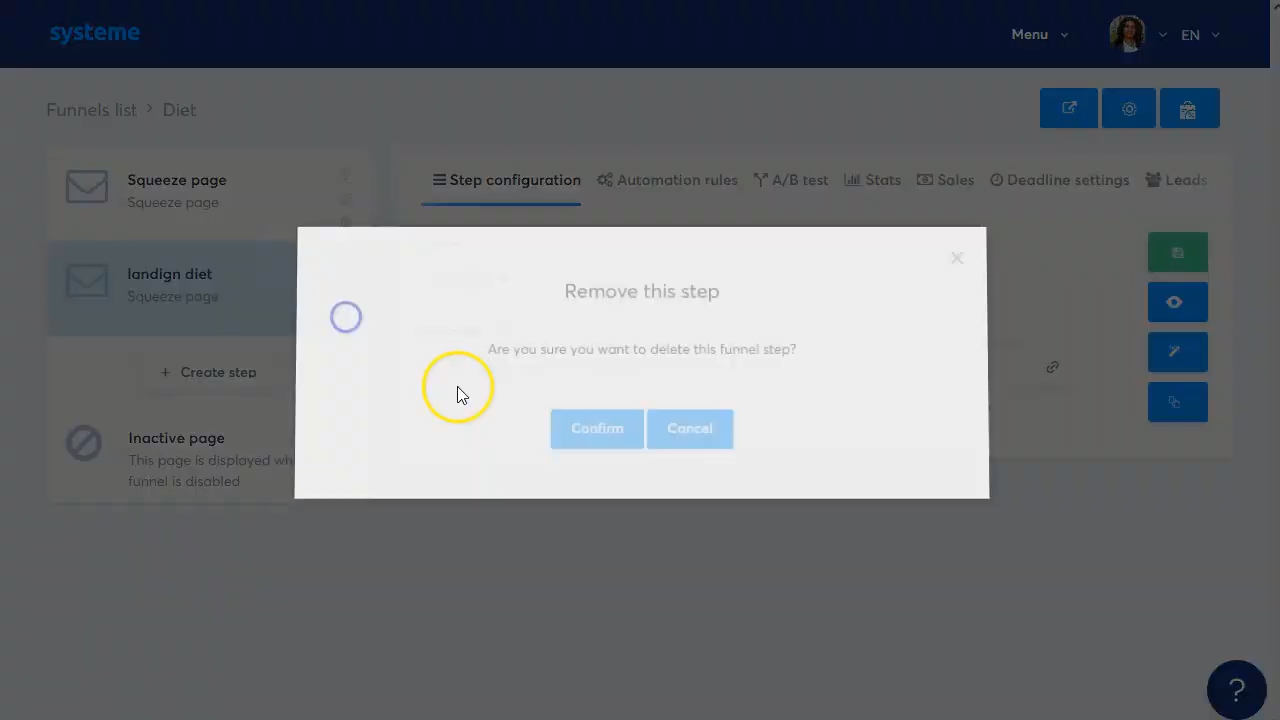 systeme
Menu
EN
Funnels list > Diet
Squeeze page
Squeeze page
landign diet
Squeeze page
+ Create step
Inactive page
This page is displayed wh
funnel is disabled
Step configuration
Automation rules
A/B test
Stats
Sales
Deadline settings
Leads
Remove this step
Are you sure you want to delete this funnel step?
Confirm
Cancel
?